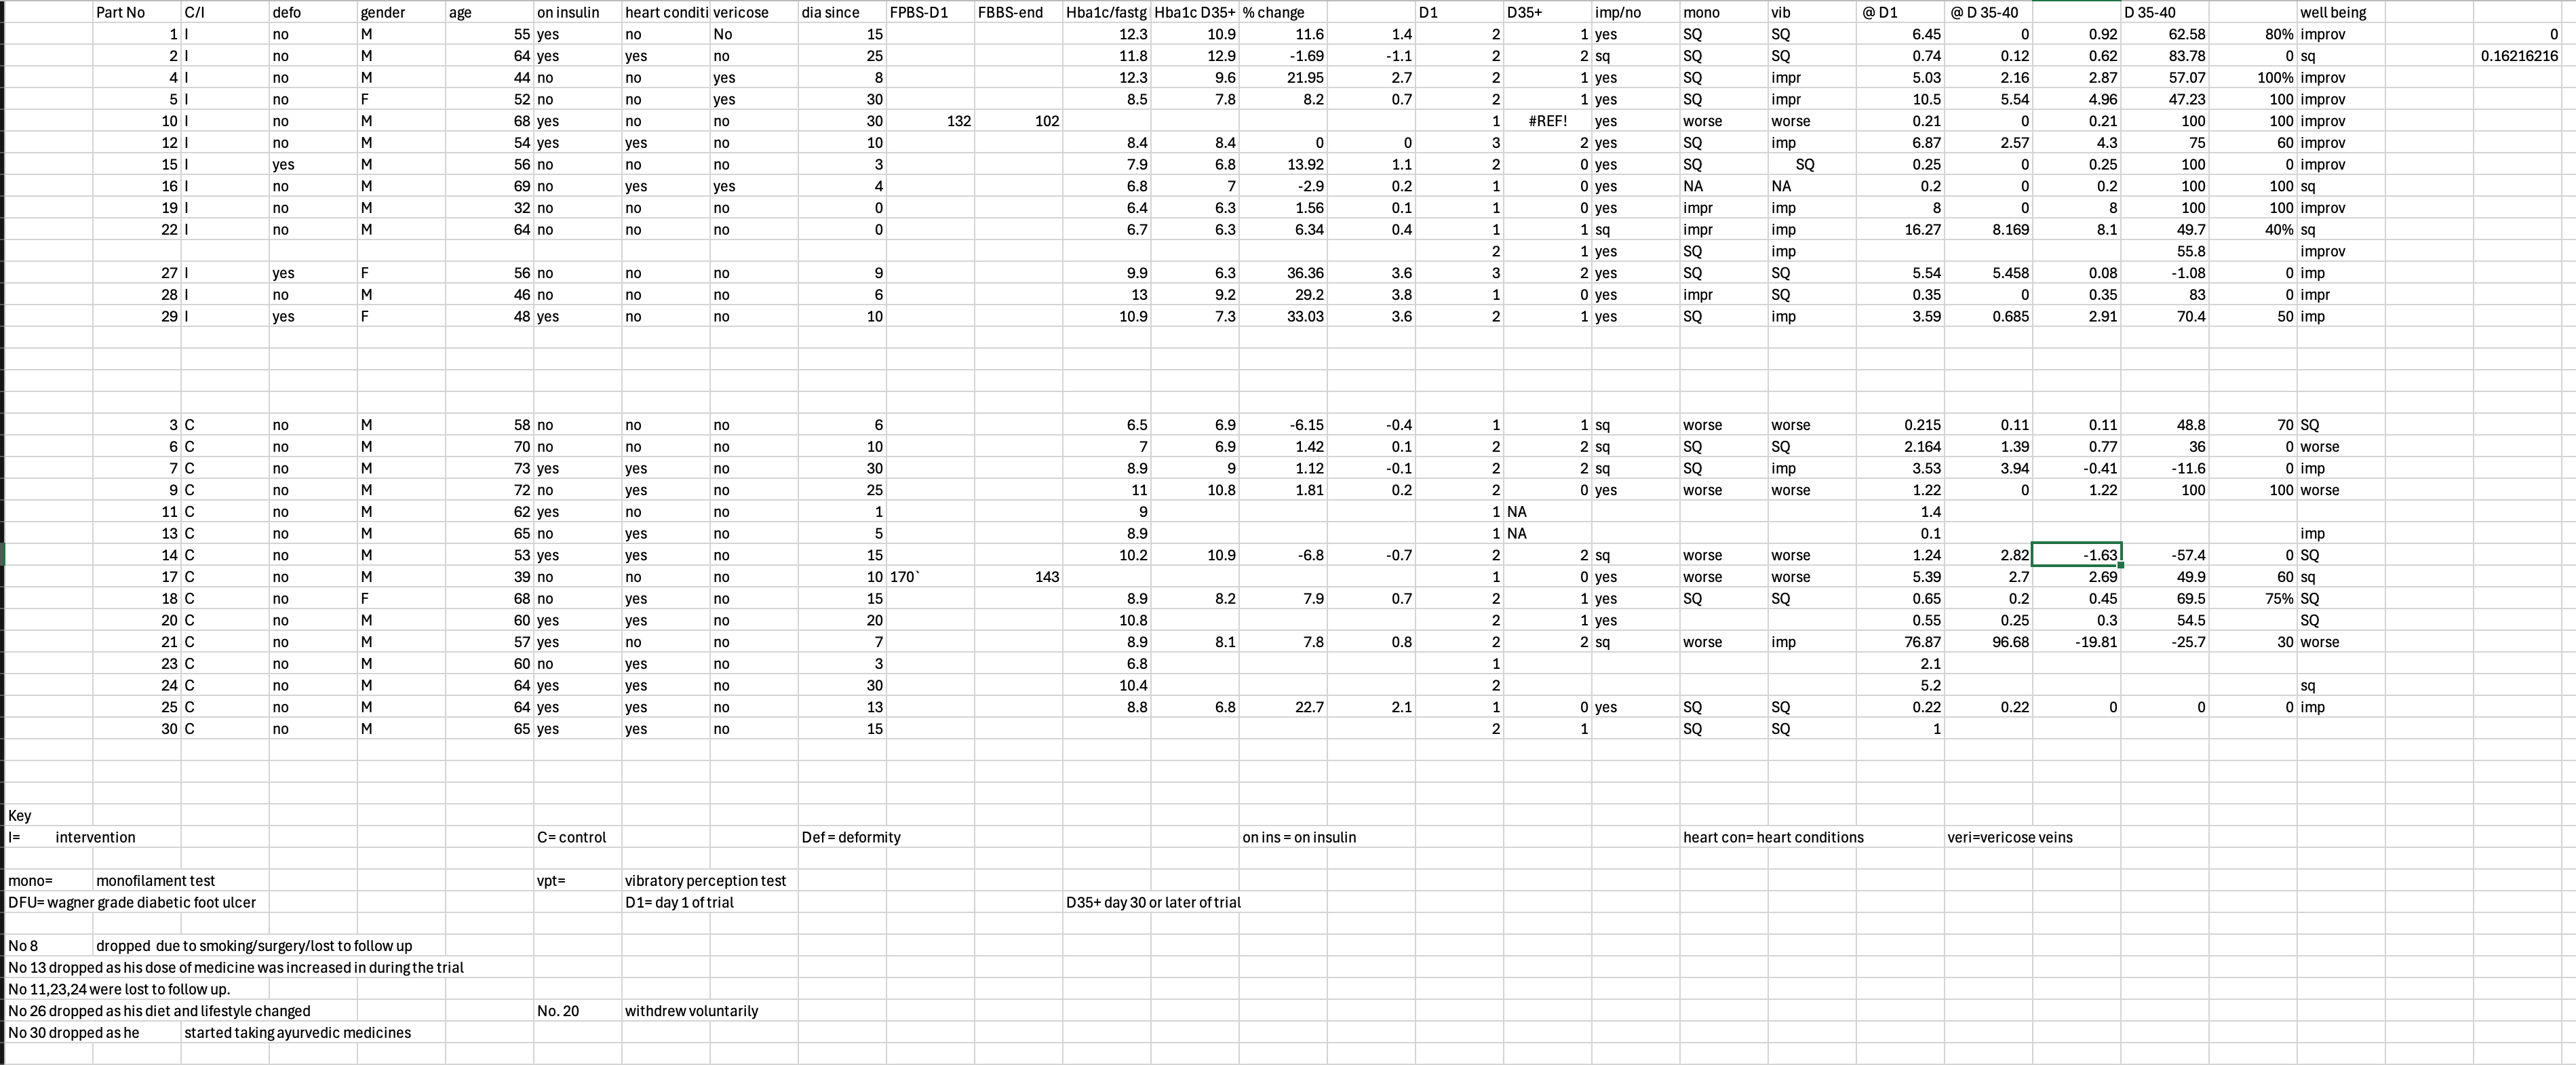 Part No C/I defo gender age on insulin heart conditi vericose dia since FPBS-D1 FBBS-end Hba1c/fastg Hba1c D35+ % change D1 D35+ imp/no mono vib @ D1 @ D 35-40 D 35-40 well being
1 I no M 55 yes no No 15 12.3 10.9 11.6 1.4 2 1 yes SQ SQ 6.45 0 0.92 62.58 80% improv 0
2 I no M 64 yes yes no 25 11.8 12.9 -1.69 -1.1 2 2 sq SQ SQ 0.74 0.12 0.62 83.78 0 sq 0.16216216
4 I no M 44 no no yes 8 12.3 9.6 21.95 2.7 2 1 yes SQ impr 5.03 2.16 2.87 57.07 100% improv
5 I no F 52 no no yes 30 8.5 7.8 8.2 0.7 2 1 yes SQ impr 10.5 5.54 4.96 47.23 100 improv
10 I no M 68 yes no no 30 132 102 1 #REF! yes worse worse 0.21 0 0.21 100 100 improv
12 I no M 54 yes yes no 10 8.4 8.4 0 0 3 2 yes SQ imp 6.87 2.57 4.3 75 60 improv
15 I yes M 56 no no no 3 7.9 6.8 13.92 1.1 2 0 yes SQ SQ 0.25 0 0.25 100 0 improv
16 I no M 69 no yes yes 4 6.8 7 -2.9 0.2 1 0 yes NA NA 0.2 0 0.2 100 100 sq
19 I no M 32 no no no 0 6.4 6.3 1.56 0.1 1 0 yes impr imp 8 0 8 100 100 improv
22 I no M 64 no no no 0 6.7 6.3 6.34 0.4 1 1 sq impr imp 16.27 8.169 8.1 49.7 40% sq
2 1 yes SQ imp 55.8 improv
27 I yes F 56 no no no 9 9.9 6.3 36.36 3.6 3 2 yes SQ SQ 5.54 5.458 0.08 -1.08 0 imp
28 I no M 46 no no no 6 13 9.2 29.2 3.8 1 0 yes impr SQ 0.35 0 0.35 83 0 impr
29 I yes F 48 yes no no 10 10.9 7.3 33.03 3.6 2 1 yes SQ imp 3.59 0.685 2.91 70.4 50 imp
3 C no M 58 no no no 6 6.5 6.9 -6.15 -0.4 1 1 sq worse worse 0.215 0.11 0.11 48.8 70 SQ
6 C no M 70 no no no 10 7 6.9 1.42 0.1 2 2 sq SQ SQ 2.164 1.39 0.77 36 0 worse
7 C no M 73 yes yes no 30 8.9 9 1.12 -0.1 2 2 sq SQ imp 3.53 3.94 -0.41 -11.6 0 imp
9 C no M 72 no yes no 25 11 10.8 1.81 0.2 2 0 yes worse worse 1.22 0 1.22 100 100 worse
11 C no M 62 yes no no 1 9 1 NA 1.4
13 C no M 65 no yes no 5 8.9 1 NA 0.1 imp
14 C no M 53 yes yes no 15 10.2 10.9 -6.8 -0.7 2 2 sq worse worse 1.24 2.82 -1.63 -57.4 0 SQ
17 C no M 39 no no no 10 170` 143 1 0 yes worse worse 5.39 2.7 2.69 49.9 60 sq
18 C no F 68 no yes no 15 8.9 8.2 7.9 0.7 2 1 yes SQ SQ 0.65 0.2 0.45 69.5 75% SQ
20 C no M 60 yes yes no 20 10.8 2 1 yes 0.55 0.25 0.3 54.5 SQ
21 C no M 57 yes no no 7 8.9 8.1 7.8 0.8 2 2 sq worse imp 76.87 96.68 -19.81 -25.7 30 worse
23 C no M 60 no yes no 3 6.8 1 2.1
24 C no M 64 yes yes no 30 10.4 2 5.2 sq
25 C no M 64 yes yes no 13 8.8 6.8 22.7 2.1 1 0 yes SQ SQ 0.22 0.22 0 0 0 imp
30 C no M 65 yes yes no 15 2 1 SQ SQ 1
Key
I= intervention C= control Def = deformity on ins = on insulin heart con= heart conditions veri=vericose veins
mono= monofilament test vpt= vibratory perception test
DFU= wagner grade diabetic foot ulcer D1= day 1 of trial D35+ day 30 or later of trial
No 8 dropped due to smoking/surgery/lost to follow up
No 13 dropped as his dose of medicine was increased in during the trial
No 11,23,24 were lost to follow up.
No 26 dropped as his diet and lifestyle changed No. 20 withdrew voluntarily
No 30 dropped as he started taking ayurvedic medicines